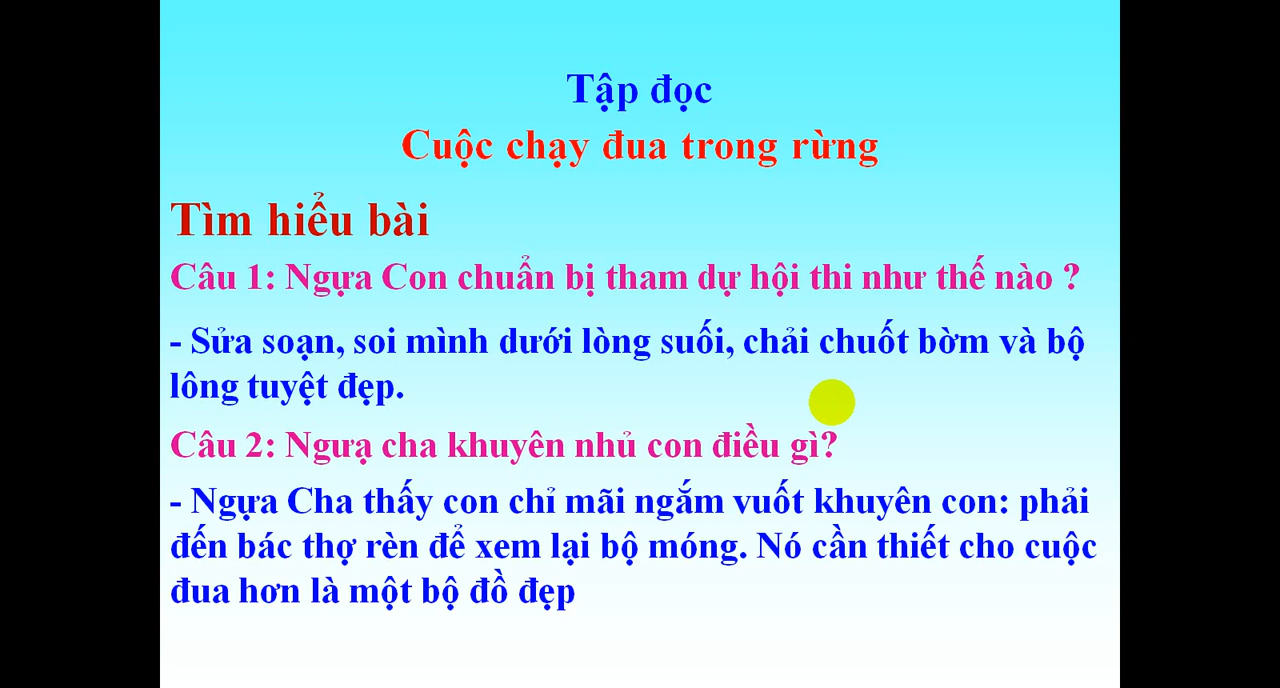 Tập đọc
Cuộc chạy đua trong rừng
Tìm hiểu bài
Câu 1: Ngựa Con chuẩn bị tham dự hội thi như thế nào ?
- Sửa soạn, soi mình dưới lòng suối, chải chuốt bờm và bộ
lông tuyệt đẹp.
Câu 2: Ngưạ cha khuyên nhủ con điều gì?
- Ngựa Cha thấy con chỉ mãi ngắm vuốt khuyên con: phải
đến bác thợ rèn để xem lại bộ móng. Nó cần thiết cho cuộc
đua hơn là một bộ đồ đẹp